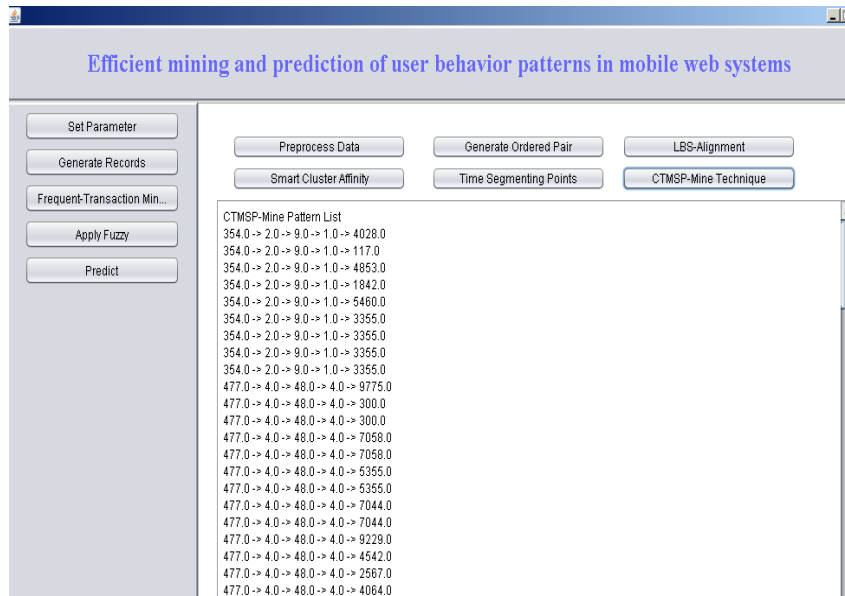 Efficient mining and prediction of user behavior patterns in mobile web systems
Set Parameter
Generate Records
Frequent-Transaction Min...
Apply Fuzzy
Predict
Preprocess Data
Generate Ordered Pair
LBS-Alignment
Smart Cluster Affinity
Time Segmenting Points
CTMSP-Mine Technique
CTMSP-Mine Pattern List
354.0 -> 2.0 -> 9.0 -> 1.0 -> 4028.0
354.0 -> 2.0 -> 9.0 -> 1.0 -> 117.0
354.0 -> 2.0 -> 9.0 -> 1.0 -> 4853.0
354.0 -> 2.0 -> 9.0 -> 1.0 -> 1842.0
354.0 -> 2.0 -> 9.0 -> 1.0 -> 5460.0
354.0 -> 2.0 -> 9.0 -> 1.0 -> 3355.0
354.0 -> 2.0 -> 9.0 -> 1.0 -> 3355.0
354.0 -> 2.0 -> 9.0 -> 1.0 -> 3355.0
354.0 -> 2.0 -> 9.0 -> 1.0 -> 3355.0
477.0 -> 4.0 -> 48.0 -> 4.0 -> 9775.0
477.0 -> 4.0 -> 48.0 -> 4.0 -> 300.0
477.0 -> 4.0 -> 48.0 -> 4.0 -> 300.0
477.0 -> 4.0 -> 48.0 -> 4.0 -> 7058.0
477.0 -> 4.0 -> 48.0 -> 4.0 -> 7058.0
477.0 -> 4.0 -> 48.0 -> 4.0 -> 5355.0
477.0 -> 4.0 -> 48.0 -> 4.0 -> 5355.0
477.0 -> 4.0 -> 48.0 -> 4.0 -> 7044.0
477.0 -> 4.0 -> 48.0 -> 4.0 -> 7044.0
477.0 -> 4.0 -> 48.0 -> 4.0 -> 9229.0
477.0 -> 4.0 -> 48.0 -> 4.0 -> 4542.0
477.0 -> 4.0 -> 48.0 -> 4.0 -> 2567.0
477.0 -> 4.0 -> 48.0 -> 4.0 -> 4064.0